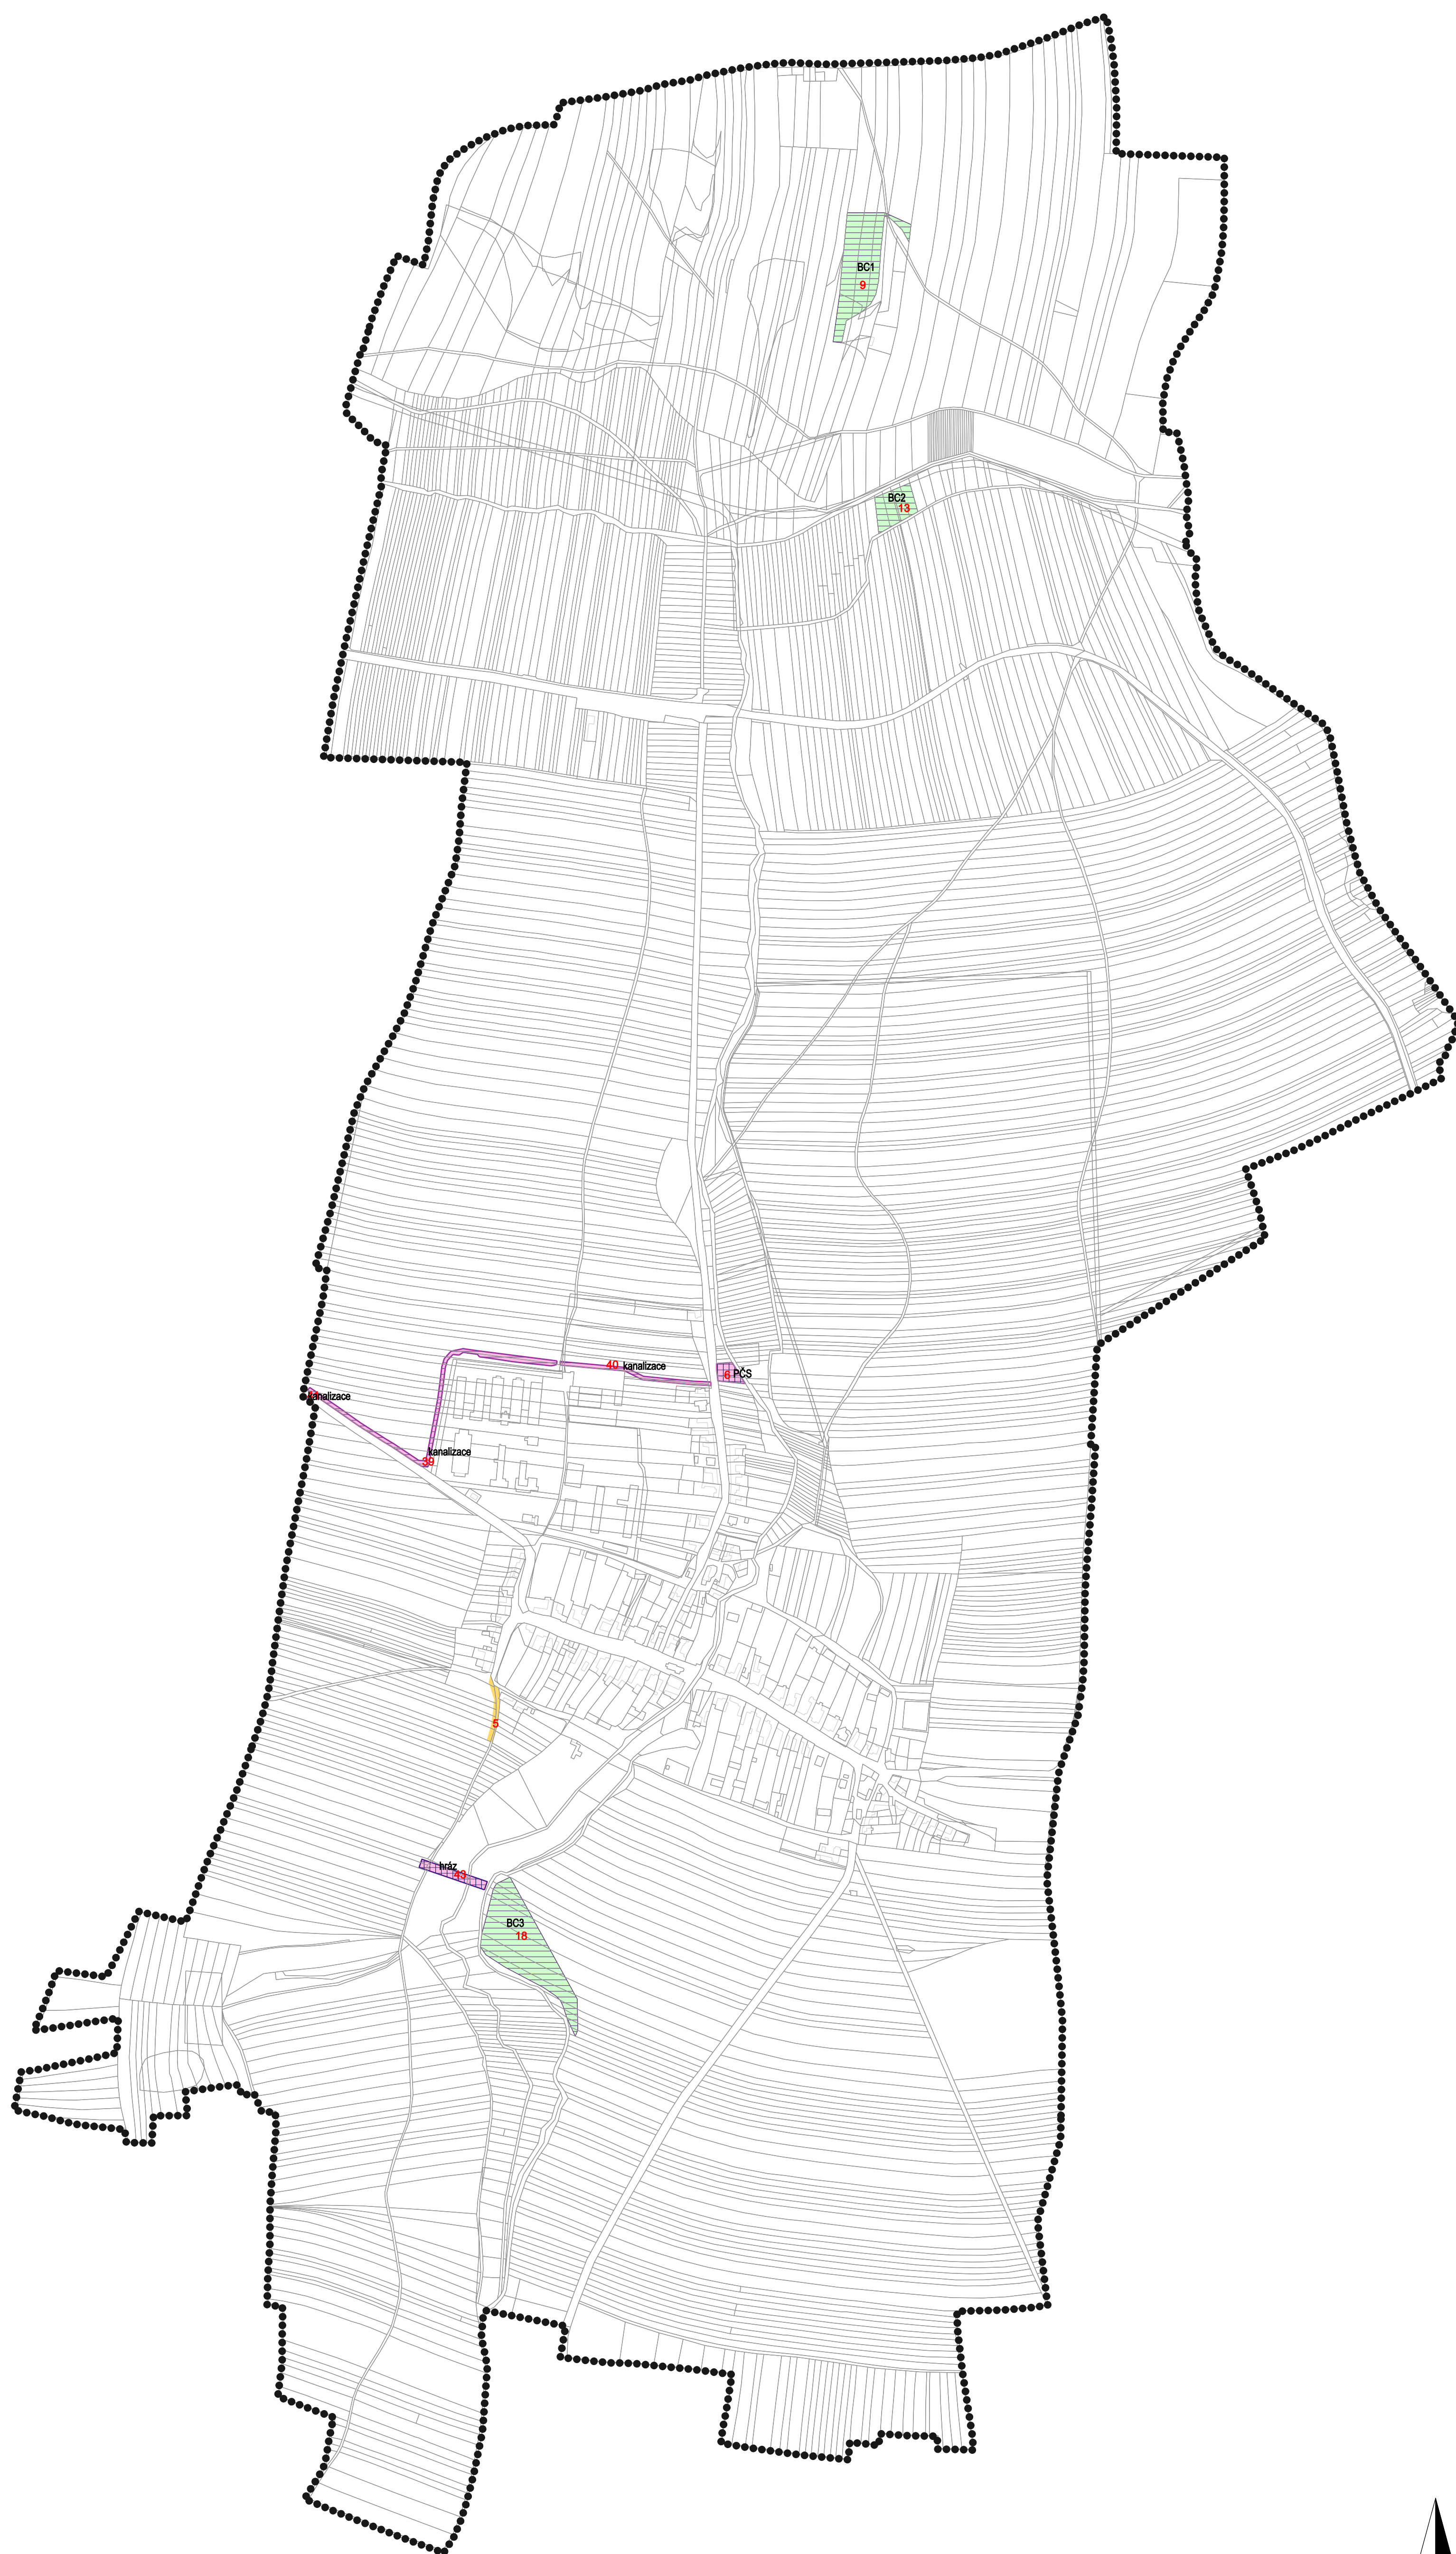 BC1
9
BC2
13
40 kanalizace
6 PČS
kanalizace
kanalizace
39
5
hráz
43
BC3
18